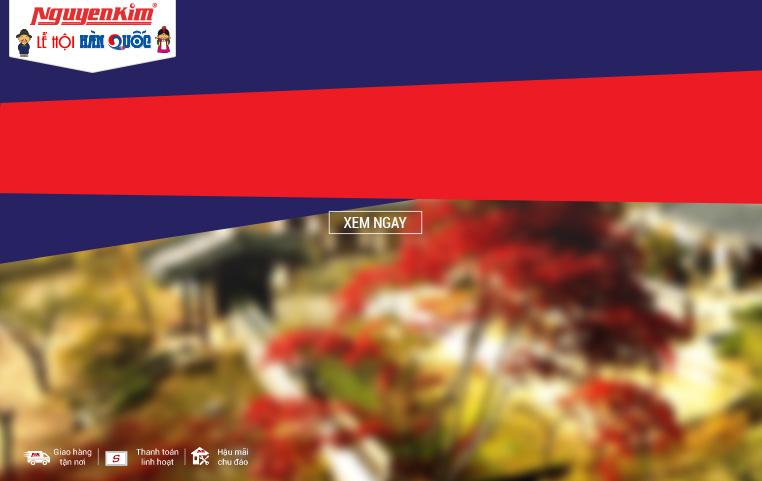 NguyenKim®
LỄ HỘI HÀN QUỐC
XEM NGAY
Giao hàng
tận nơi
Thanh toán
linh hoạt
Hậu mãi
chu đáo